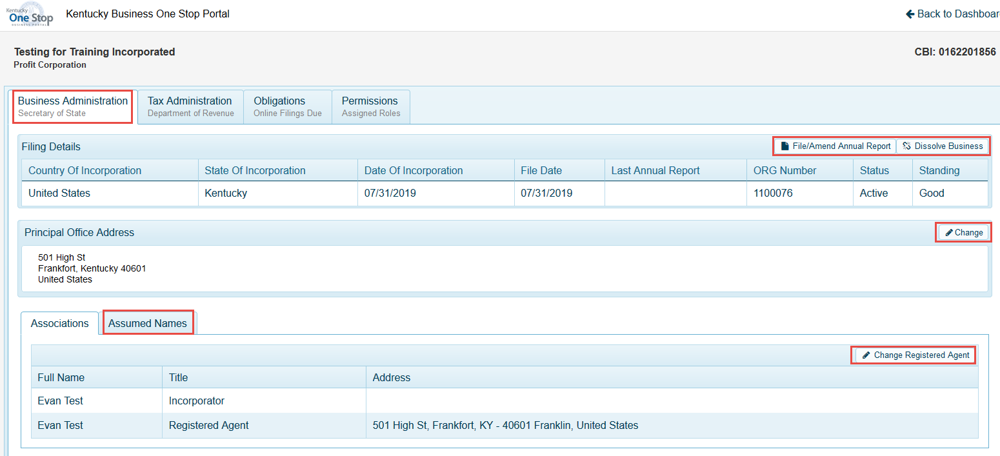 Kentucky
One Stop
BUSINESS PORTAL
Kentucky Business One Stop Portal
Back to Dashboar
Testing for Training Incorporated
CBI: 0162201856
Profit Corporation
Business Administration
Secretary of State
Tax Administration
Department of Revenue
Obligations
Online Filings Due
Permissions
Assigned Roles
Filing Details
File/Amend Annual Report
Dissolve Business
Country Of Incorporation State Of Incorporation Date Of Incorporation File Date Last Annual Report ORG Number Status Standing
United States Kentucky 07/31/2019 07/31/2019 1100076 Active Good
Principal Office Address
Change
501 High St
Frankfort, Kentucky 40601
United States
Associations
Assumed Names
Change Registered Agent
Full Name Title Address
Evan Test Incorporator
Evan Test Registered Agent 501 High St, Frankfort, KY - 40601 Franklin, United States